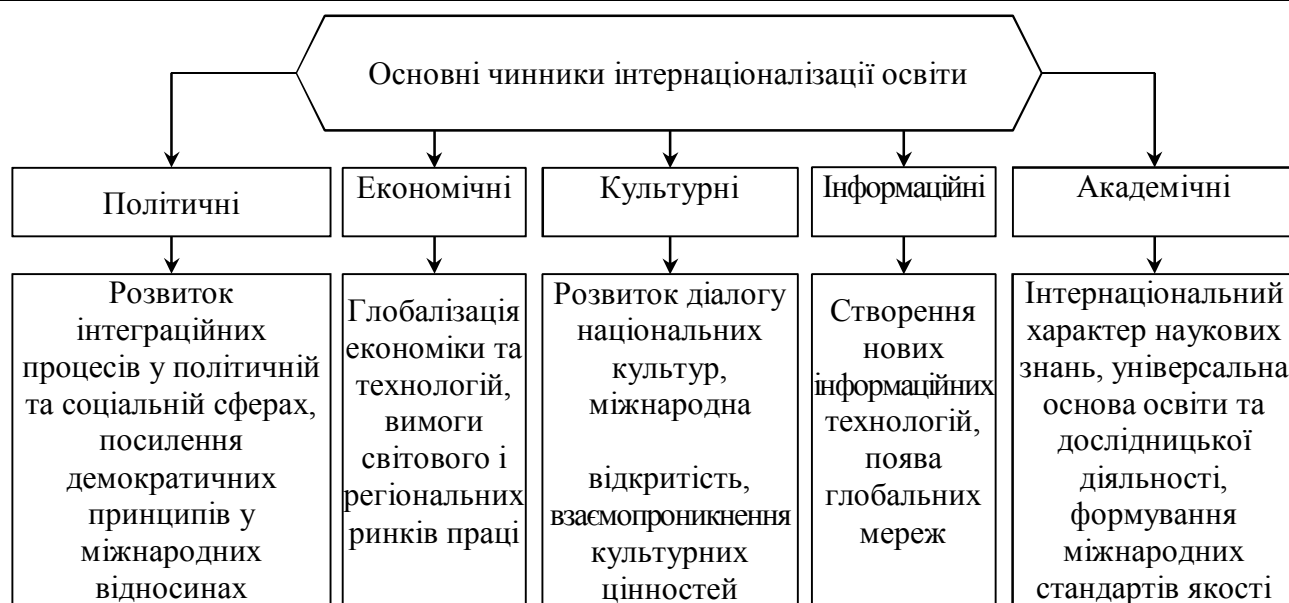 Основні чинники інтернаціоналізації освіти
Політичні
Економічні
Культурні
Інформаційні
Академічні
Розвиток
інтеграційних
процесів у політичній
та соціальній сферах,
посилення
демократичних
принципів у
міжнародних
відносинах
Глобалізація
економіки та
технологій,
вимоги
світового і
регіональних
ринків праці
Розвиток діалогу
національних
культур,
міжнародна
відкритість,
взаємопроникнення
культурних
цінностей
Створення
нових
інформаційних
технологій,
поява
глобальних
мереж
Інтернаціональний
характер наукових
знань, універсальна
основа освіти та
дослідницької
діяльності,
формування
міжнародних
стандартів якості